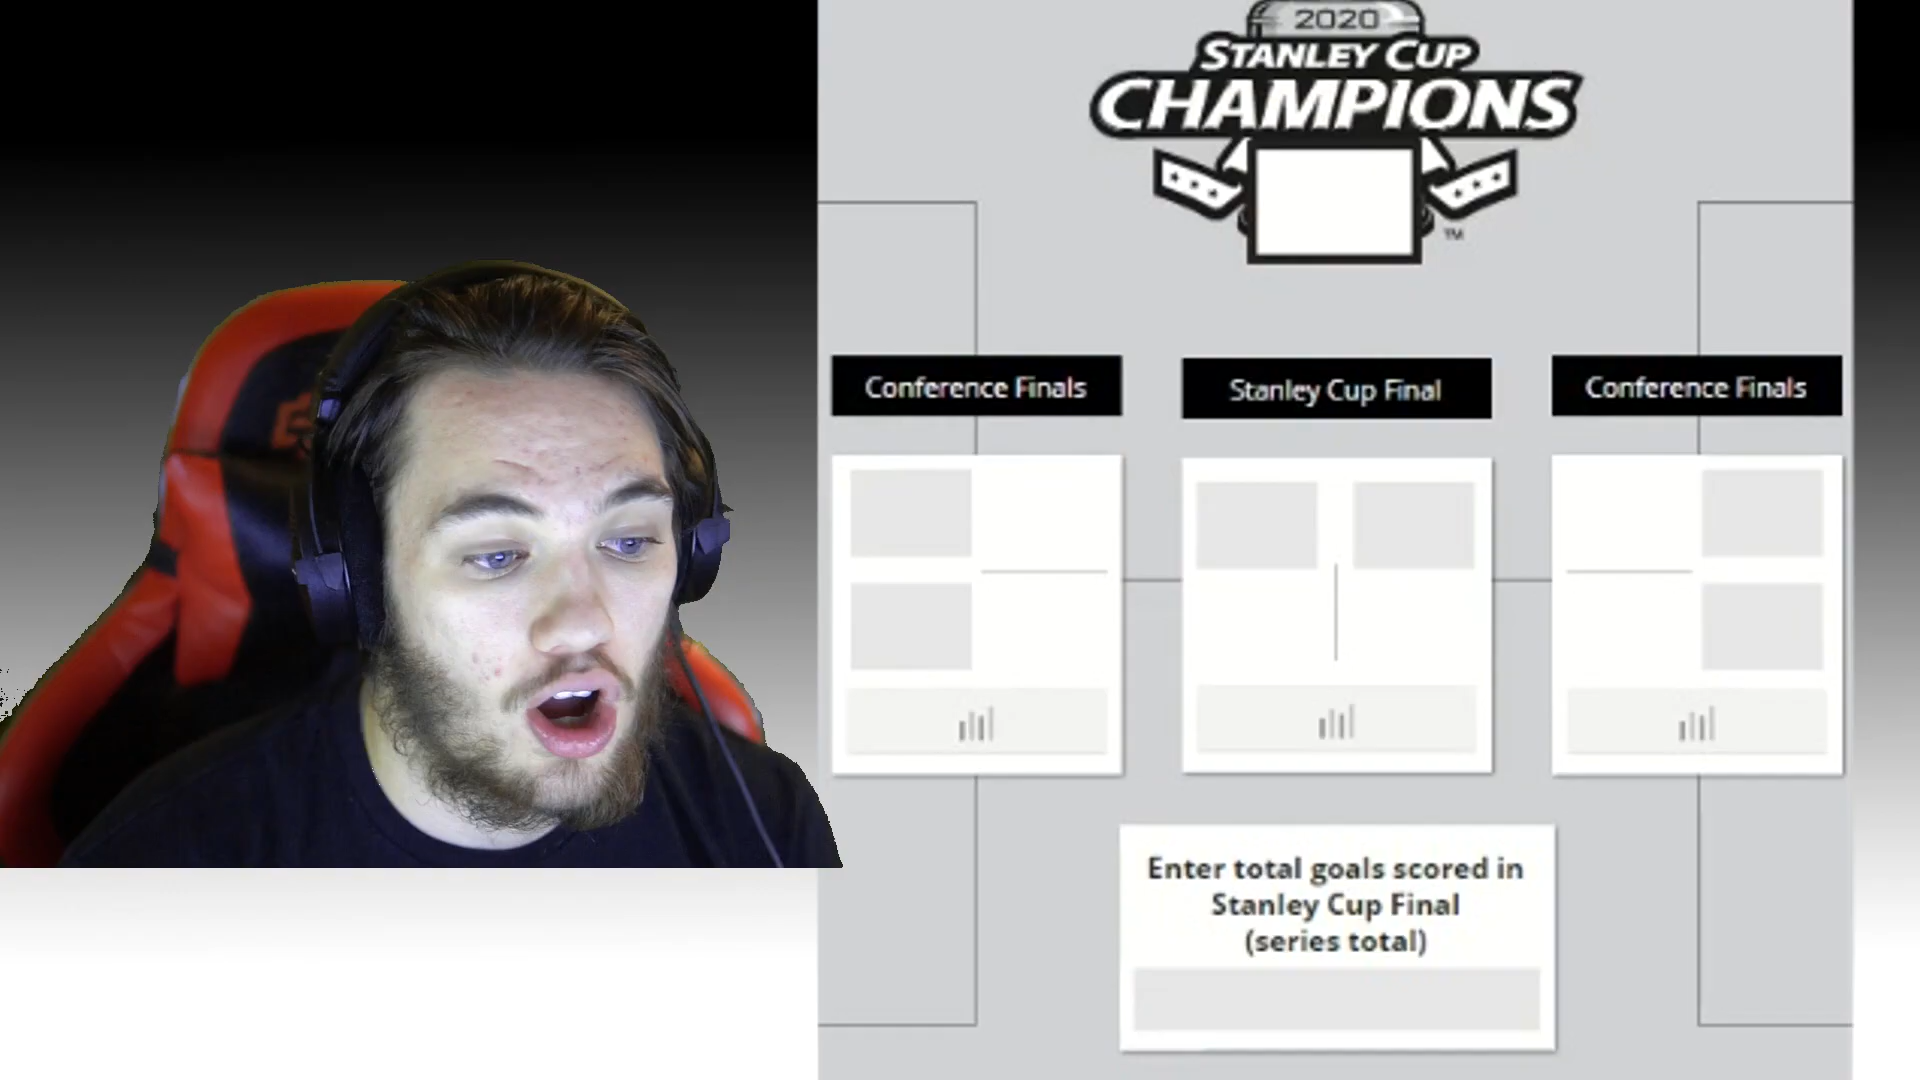 2020
STANLEY CUP
CHAMPIONS
TM
Conference Finals
Stanley Cup Final
Conference Finals
Enter total goals scored in
Stanley Cup Final
(series total)